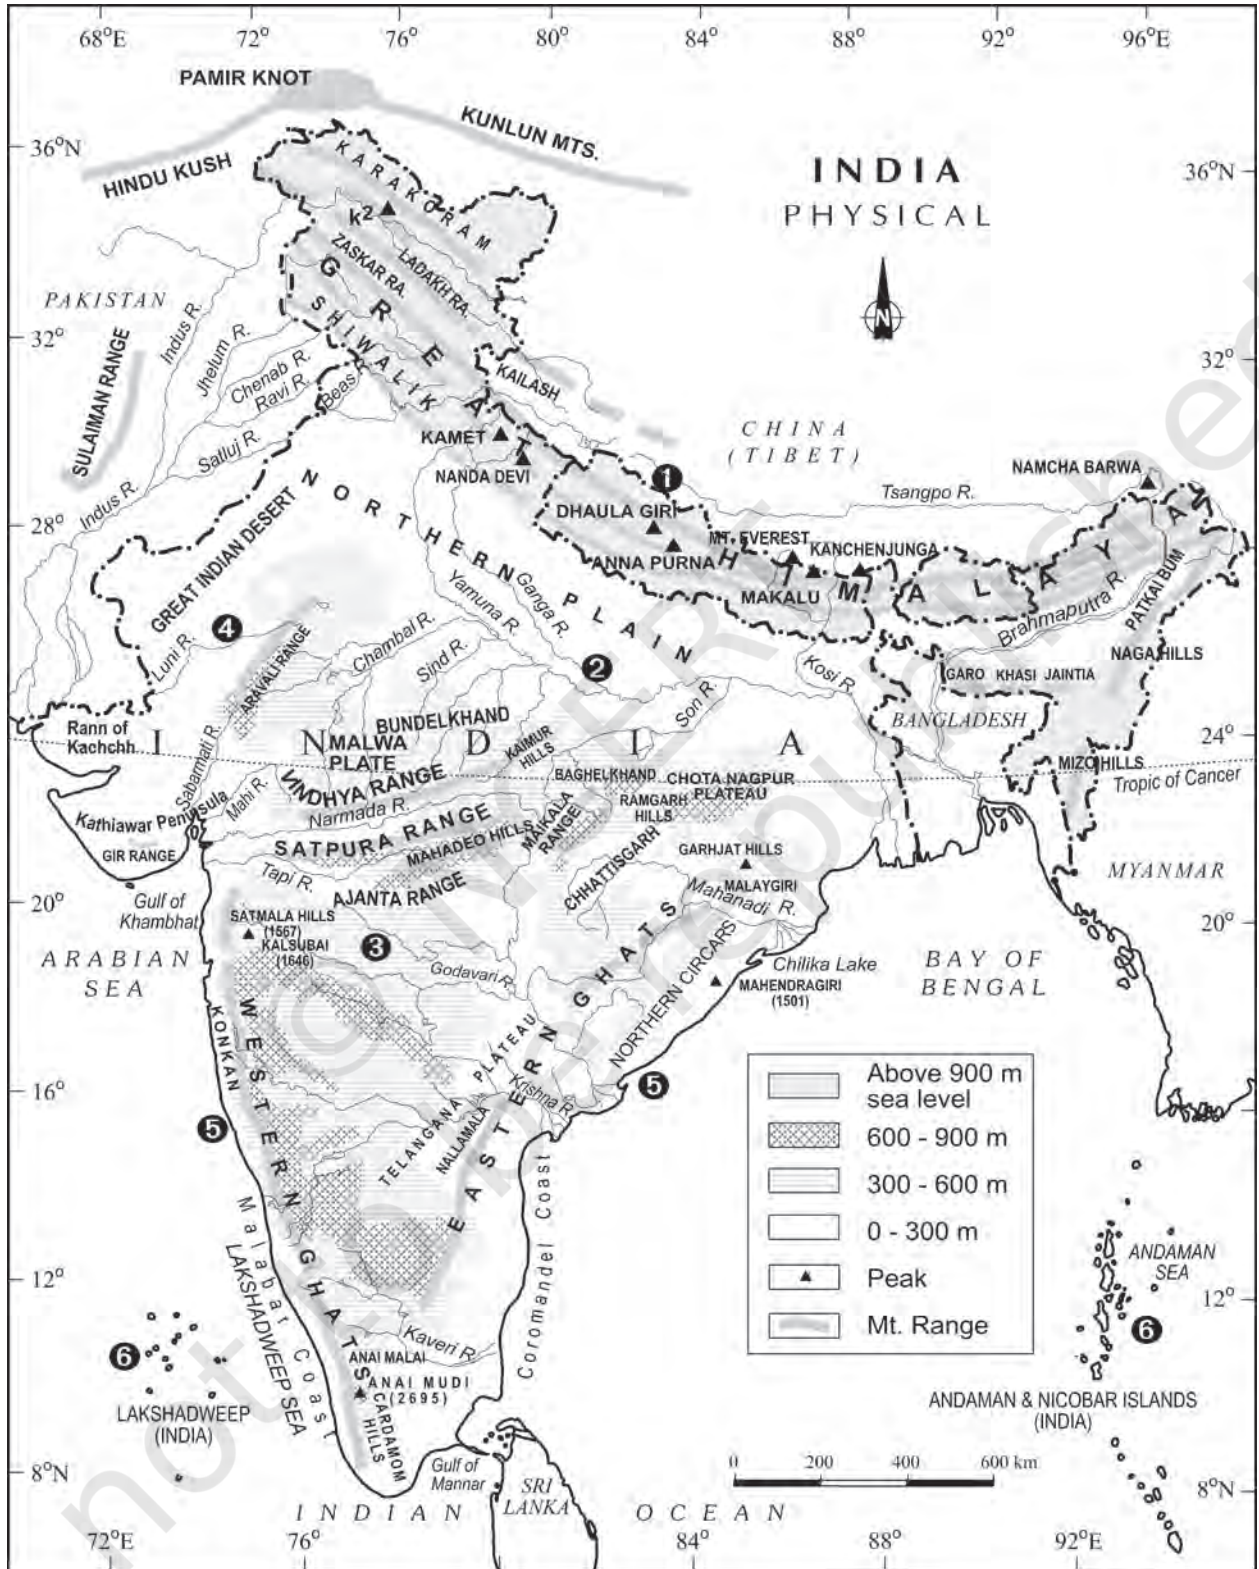 68°E 72° 76° 80° 84° 88° 92° 96°E
PAMIR KNOT
KUNLUN MTS.
36°N
HINDU KUSH
KARAKORAM
INDIA
PHYSICAL
36°N
k²
ZASKAR RA.
LADAKH RA.
N
PAKISTAN
Indus R.
GREAT HIMALAYA
SHIWALIK
32°
Jhelum R.
32°
SULAIMAN RANGE
Chenab R.
Ravi R.
Beas
KAILASH
Satluj R.
KAMET
CHINA
(TIBET)
NANDA DEVI
1
NAMCHA BARWA
Indus R.
NORTHERN PLAIN
Tsangpo R.
28°
GREAT INDIAN DESERT
DHAULA GIRI
MT. EVEREST
KANCHENJUNGA
28°
ANNA PURNA
MAKALU
Yamuna R.
Ganga R.
Brahmaputra R.
PATKAI BUM
4
Luni R.
ARAVALI RANGE
Chambal R.
Sind R.
2
Kosi R.
NAGA HILLS
GARO KHASI JAINTIA
Son R.
Rann of
Kachchh
BUNDELKHAND
BANGLADESH
INDIA
MALWA
PLATE
KAIMUR
HILLS
24°
Sabarmati R.
VINDHYA RANGE
BAGHELKHAND
CHOTA NAGPUR
PLATEAU
MIZO HILLS
Tropic of Cancer
Mahi R.
Narmada R.
RAMGARH
HILLS
Kathiawar Peninsula
SATPURA RANGE
MAHADEO HILLS
MAIKALA
RANGE
GIR RANGE
CHHATTISGARH
GARHJAT HILLS
Tapi R.
AJANTA RANGE
MALAYGIRI
MYANMAR
Gulf of
Khambhat
20°
Mahanadi R.
20°
SATMALA HILLS
(1567)
KALSUBAI
(1646)
3
ARABIAN
SEA
Godavari R.
Chilika Lake
BAY OF
BENGAL
MAHENDRAGIRI
(1501)
NORTHERN CIRCARS
KONKAN
WESTERN GHATS
EASTERN GHATS
TELANGANA PLATEAU
Krishna R.
NALLAMALA
16°
5
5
16°
Above 900 m
sea level
600 - 900 m
300 - 600 m
0 - 300 m
Peak
Mt. Range
Malabar Coast
LAKSHADWEEP SEA
Coromandel Coast
ANDAMAN
SEA
12°
12°
Kaveri R.
6
6
ANAI MALAI
ANAI MUDI
(2695)
CARDAMOM
HILLS
LAKSHADWEEP
(INDIA)
ANDAMAN & NICOBAR ISLANDS
(INDIA)
Gulf of
Mannar
0 200 400 600 km
8°N
SRI
LANKA
8°N
INDIAN OCEAN
72°E 76° 80° 84° 88° 92°E
© NCERT
not to be republished